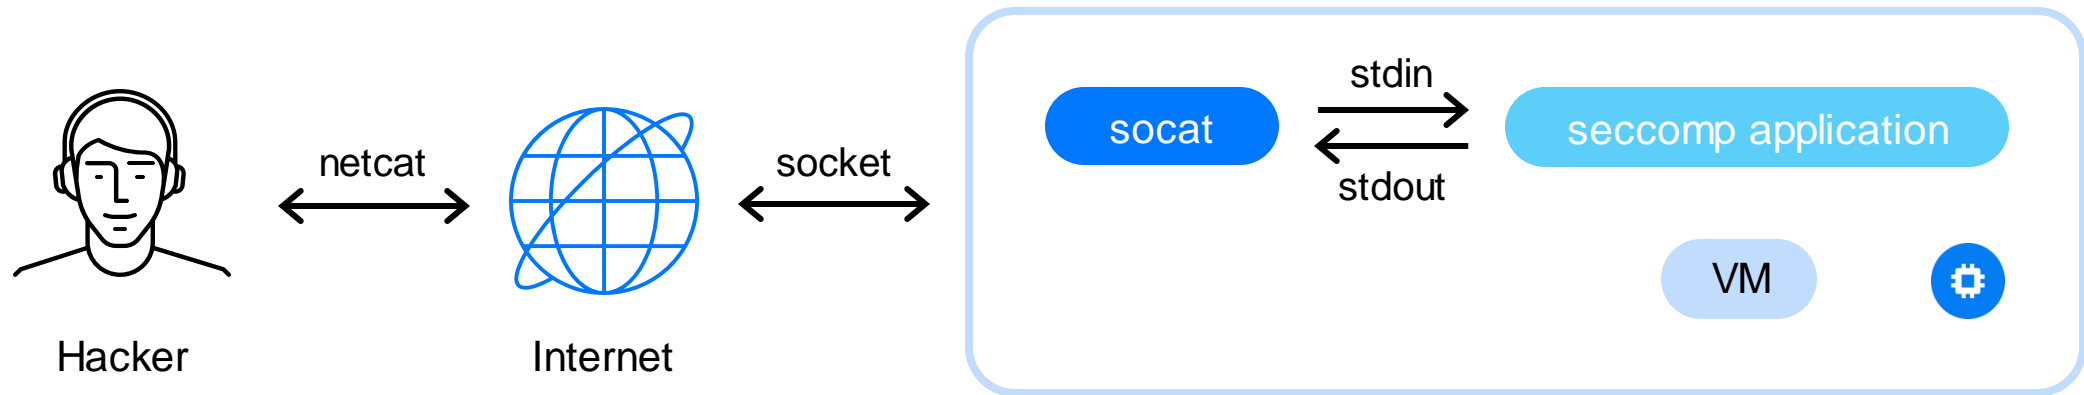 netcat
socket
stdin
socat
seccomp application
stdout
VM
Hacker
Internet